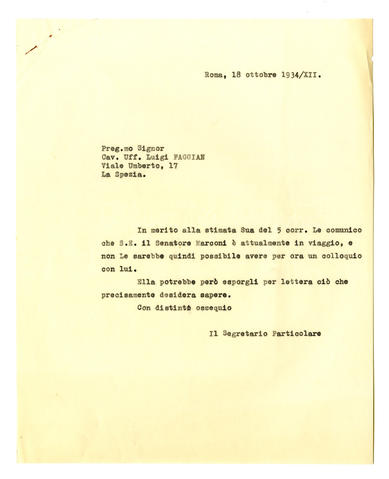 Roma, 18 ottobre 1934/XII.
Preg.mo Signor
Cav. Uff. Luigi FAGGIAN
Viale Umberto, 17
La Spezia.
In merito alla stimata Sua del 5 corr. Le comunico
che S.E. il Senatore Marconi è attualmente in viaggio, e
non Le sarebbe quindi possibile avere per ora un colloquio
con lui.
Ella potrebbe però esporgli per lettera ciò che
precisamente desidera sapere.
Con distinto ossequio
Il Segretario Particolare